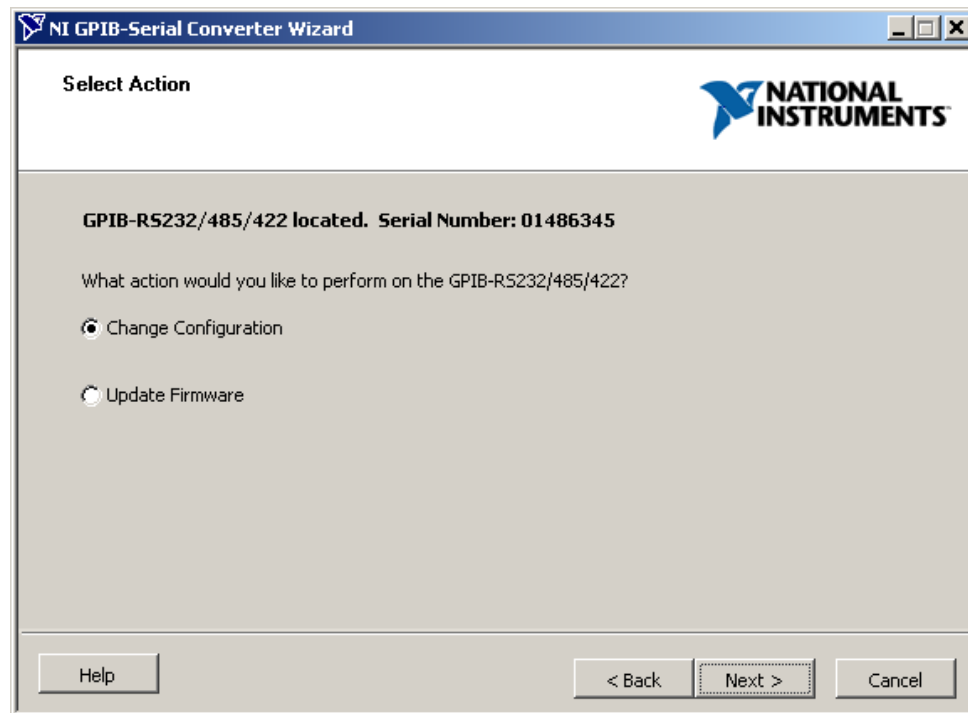 NI GPIB-Serial Converter Wizard
Select Action
NATIONAL
INSTRUMENTS™
GPIB-RS232/485/422 located. Serial Number: 01486345
What action would you like to perform on the GPIB-RS232/485/422?
Change Configuration
Update Firmware
Help
< Back
Next >
Cancel